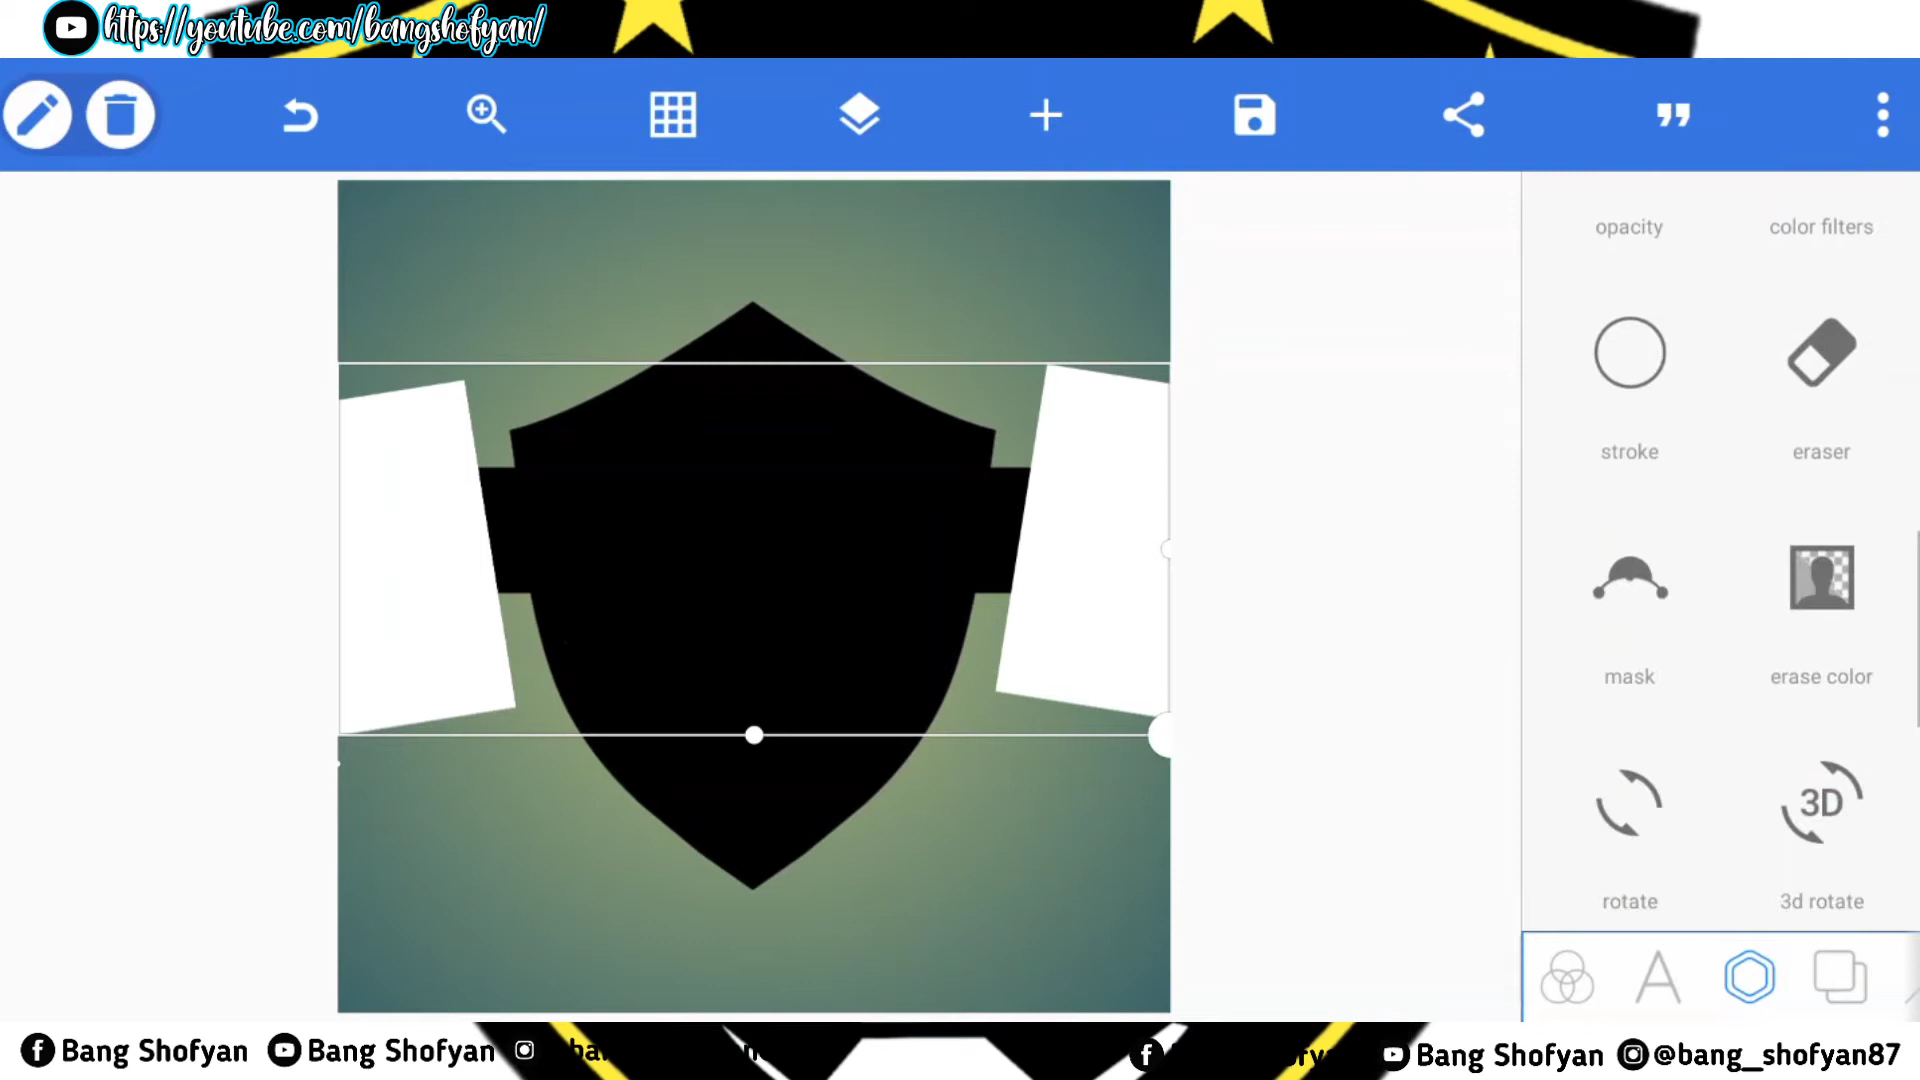 https://youtube.com/bangshofyan/
opacity
color filters
stroke
eraser
mask
erase color
3D
rotate
3d rotate
Bang Shofyan
Bang Shofyan
Bang Shofyan
@bang__shofyan87